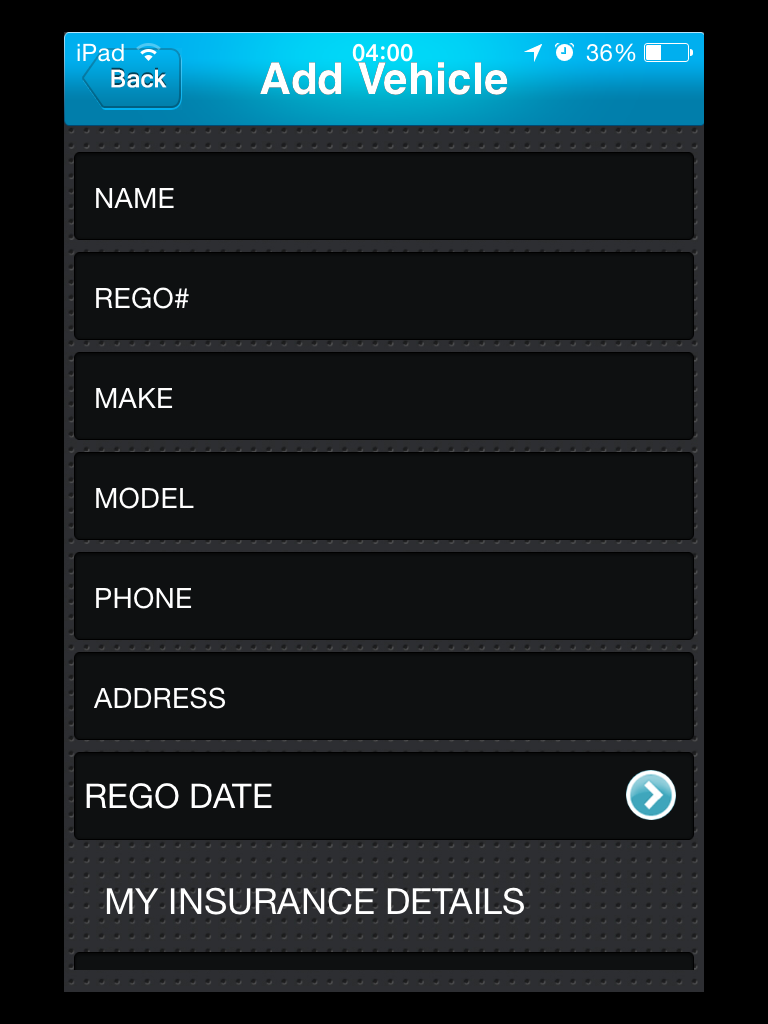 iPad 04:00 36%
Back Add Vehicle
NAME
REGO#
MAKE
MODEL
PHONE
ADDRESS
REGO DATE
MY INSURANCE DETAILS